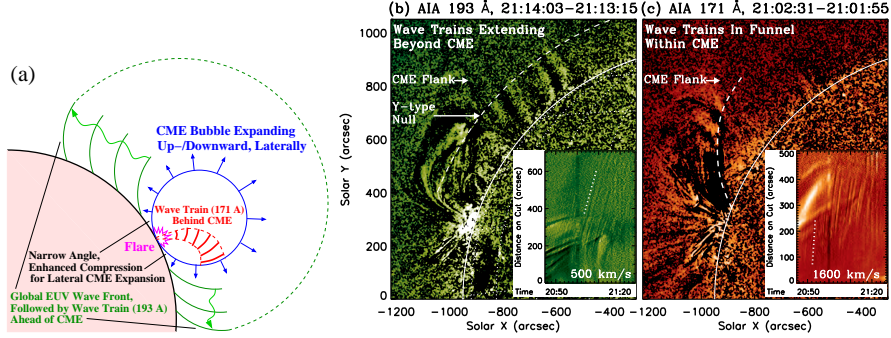 (a)
CME Bubble Expanding
Up−/Downward, Laterally
Wave Train (171 A)
Behind CME
Flare
Narrow Angle,
Enhanced Compression
for Lateral CME Expansion
Global EUV Wave Front,
Followed by Wave Train (193 A)
Ahead of CME
(b) AIA 193 Å, 21:14:03−21:13:15
Wave Trains Extending
Beyond CME
CME Flank
Y−type
Null
Solar Y (arcsec)
1000
800
600
400
200
0
−1200 −1000 −800 −600 −400
Solar X (arcsec)
Distance on Cut (arcsec)
600
400
200
0
500 km/s
Time 20:50 21:20
(c) AIA 171 Å, 21:02:31−21:01:55
Wave Trains In Funnel
Within CME
CME Flank
−1200 −1000 −800 −600 −400
Solar X (arcsec)
Distance on Cut (arcsec)
500
400
300
200
100
0
1600 km/s
Time 20:50 21:20